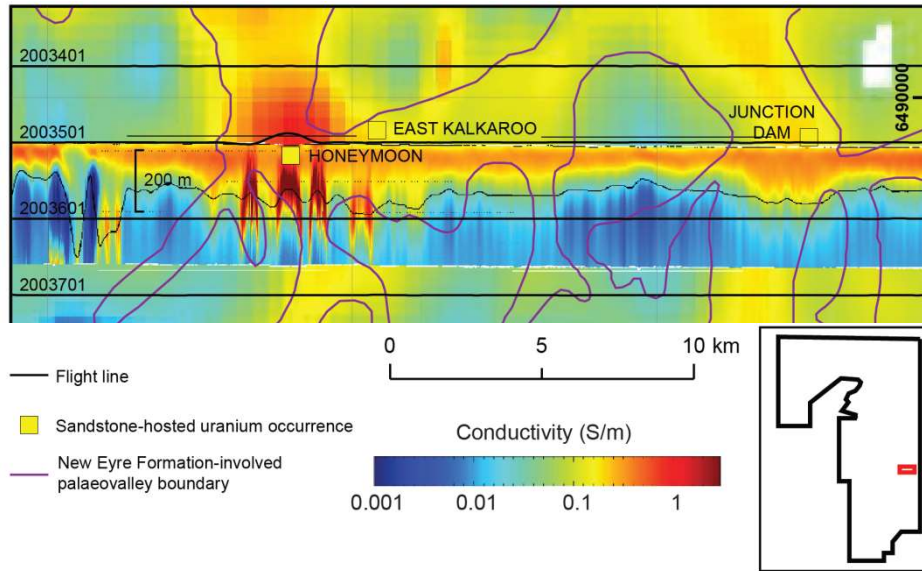 2003401
6490000
2003501
EAST KALKAROO
JUNCTION
DAM
HONEYMOON
200 m
2003601
2003701
0 5 10 km
Flight line
Sandstone-hosted uranium occurrence
New Eyre Formation-involved
palaeovalley boundary
Conductivity (S/m)
0.001 0.01 0.1 1